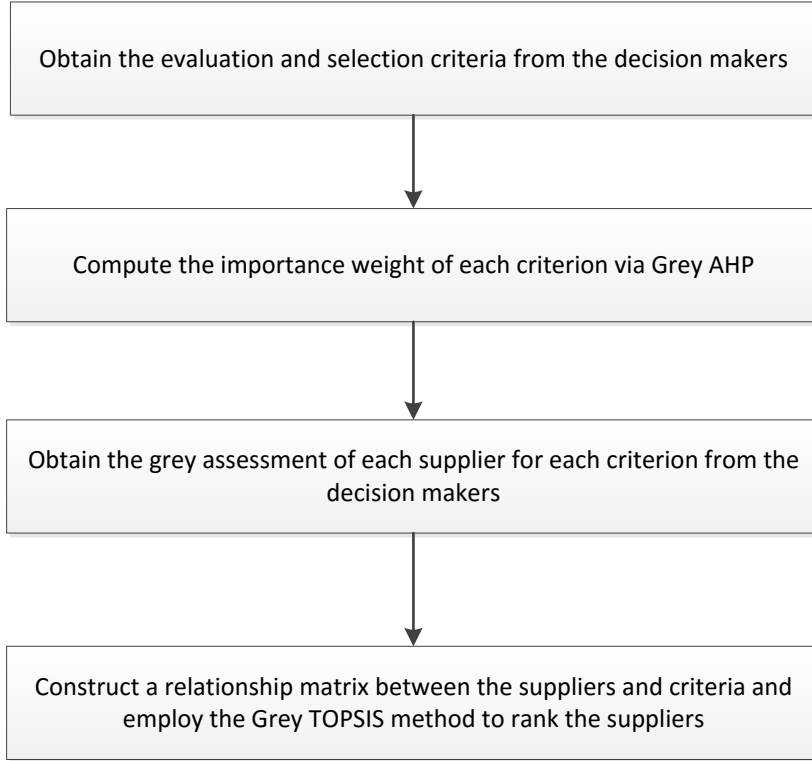 Obtain the evaluation and selection criteria from the decision makers
Compute the importance weight of each criterion via Grey AHP
Obtain the grey assessment of each supplier for each criterion from the
decision makers
Construct a relationship matrix between the suppliers and criteria and
employ the Grey TOPSIS method to rank the suppliers